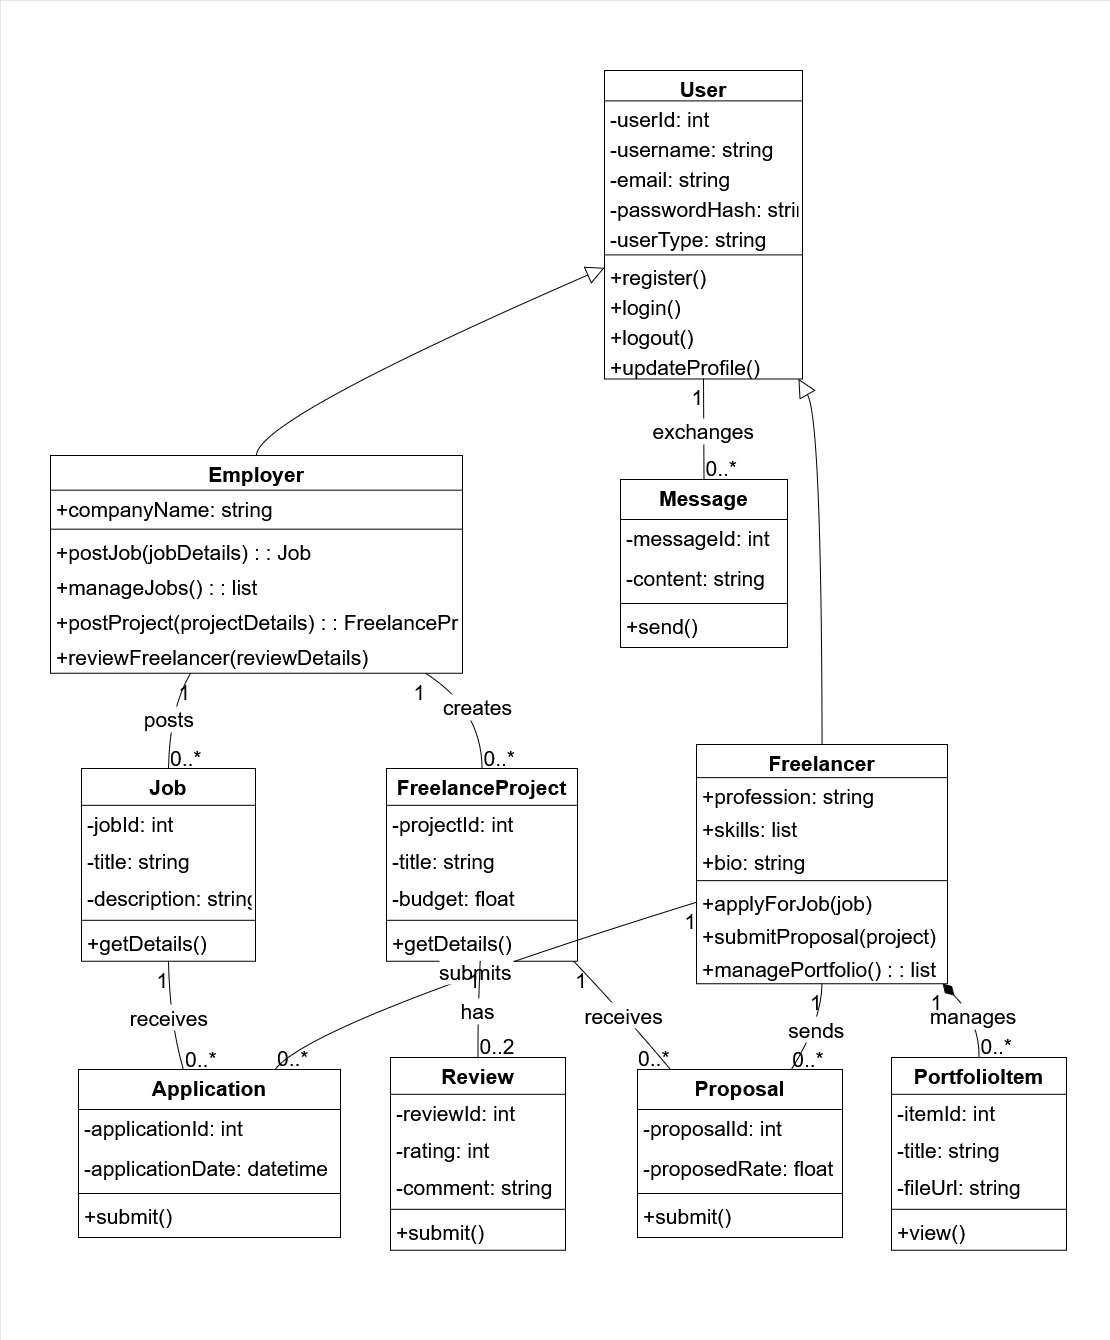 User
-userId: int
-username: string
-email: string
-passwordHash: stri
-userType: string
+register()
+login()
+logout()
+updateProfile()
1
exchanges
0..*
Employer
+companyName: string
+postJob(jobDetails) : : Job
+manageJobs() : : list
+postProject(projectDetails) : : FreelancePr
+reviewFreelancer(reviewDetails)
Message
-messageId: int
-content: string
+send()
1
posts
0..*
1
creates
0..*
Job
-jobId: int
-title: string
-description: string
+getDetails()
FreelanceProject
-projectId: int
-title: string
-budget: float
+getDetails()
Freelancer
+profession: string
+skills: list
+bio: string
+applyForJob(job)
+submitProposal(project)
+managePortfolio() : : list
1
receives
0..*
1
submits
0..*
1
has
0..2
1
receives
0..*
1
sends
0..*
1
manages
0..*
Application
-applicationId: int
-applicationDate: datetime
+submit()
Review
-reviewId: int
-rating: int
-comment: string
+submit()
Proposal
-proposalId: int
-proposedRate: float
+submit()
PortfolioItem
-itemId: int
-title: string
-fileUrl: string
+view()